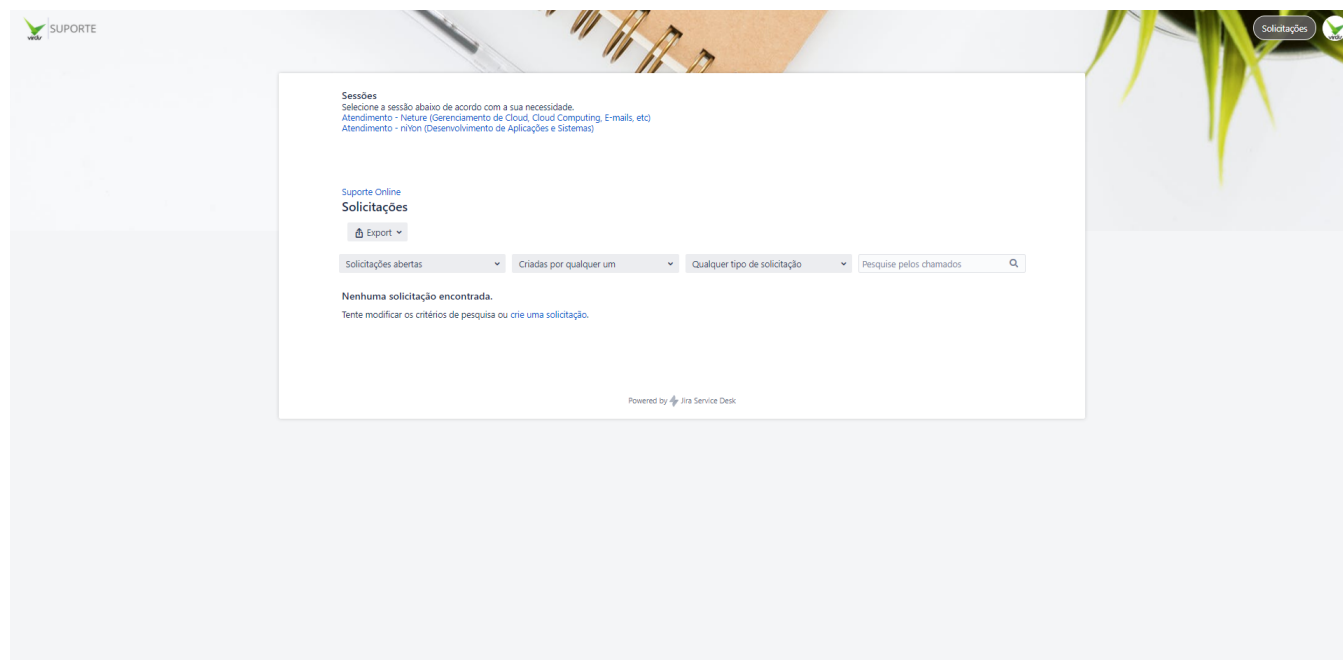 SUPORTE
Solicitações
Sessões
Selecione a sessão abaixo de acordo com a sua necessidade.
Atendimento - Neture (Gerenciamento de Cloud, Cloud Computing, E-mails, etc)
Atendimento - niYon (Desenvolvimento de Aplicações e Sistemas)
Suporte Online
Solicitações
Export
Solicitações abertas Criadas por qualquer um Qualquer tipo de solicitação Pesquise pelos chamados
Nenhuma solicitação encontrada.
Tente modificar os critérios de pesquisa ou crie uma solicitação.
Powered by Jira Service Desk